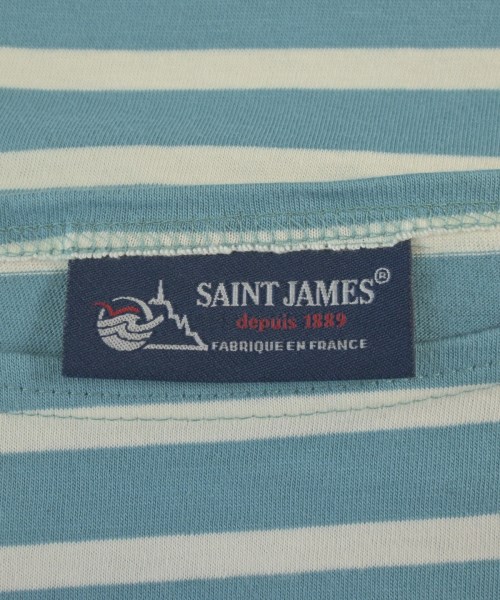 SAINT JAMES®
depuis 1889
FABRIQUE EN FRANCE